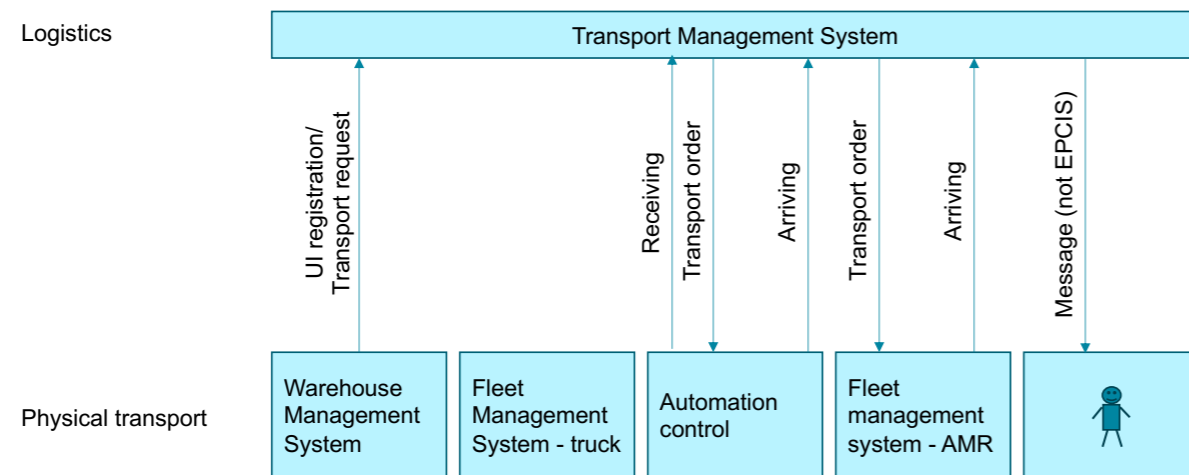 Logistics
Transport Management System
UI registration/
Transport request
Receiving
Transport order
Arriving
Transport order
Arriving
Message (not EPCIS)
Physical transport
Warehouse
Management
System
Fleet
Management
System - truck
Automation
control
Fleet
management
system - AMR